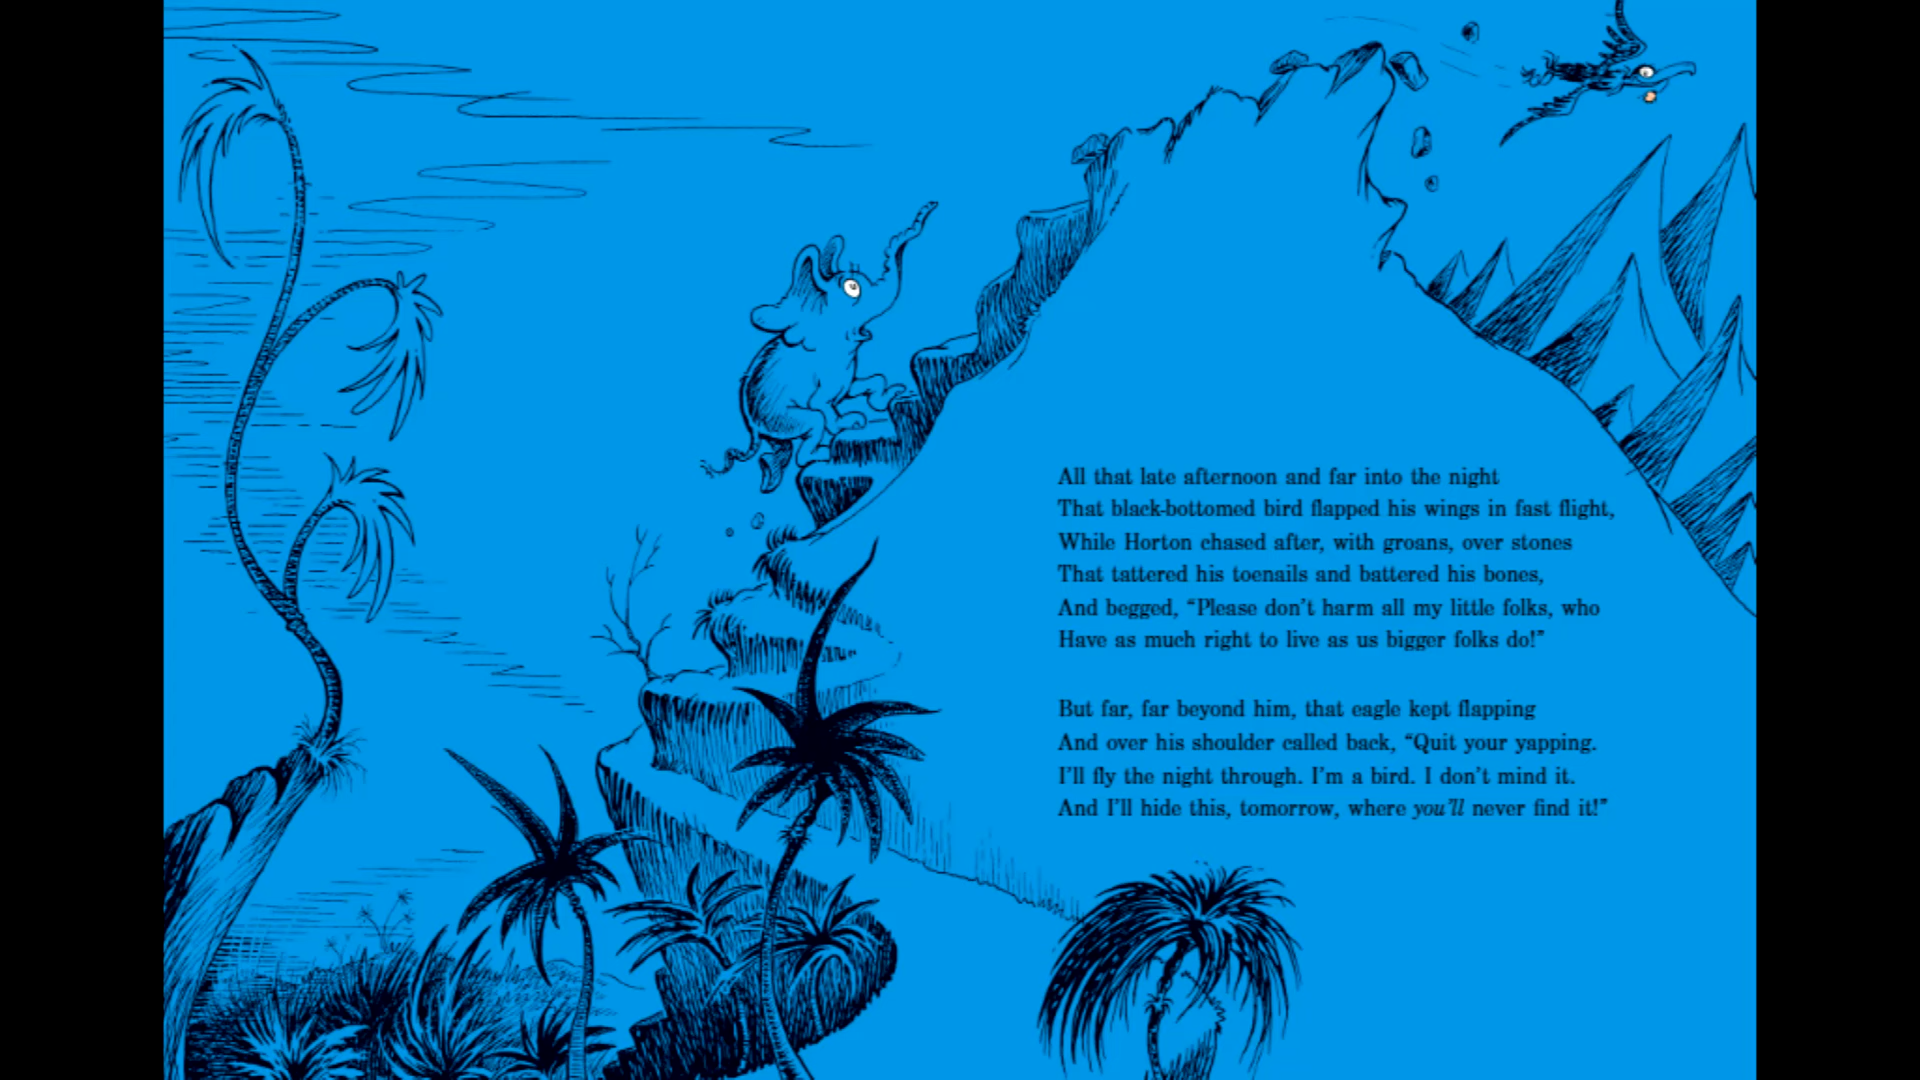 All that late afternoon and far into the night
That black-bottomed bird flapped his wings in fast flight,
While Horton chased after, with groans, over stones
That tattered his toenails and battered his bones,
And begged, “Please don’t harm all my little folks, who
Have as much right to live as us bigger folks do!”
But far, far beyond him, that eagle kept flapping
And over his shoulder called back, “Quit your yapping.
I’ll fly the night through. I’m a bird. I don’t mind it.
And I’ll hide this, tomorrow, where you’ll never find it!”